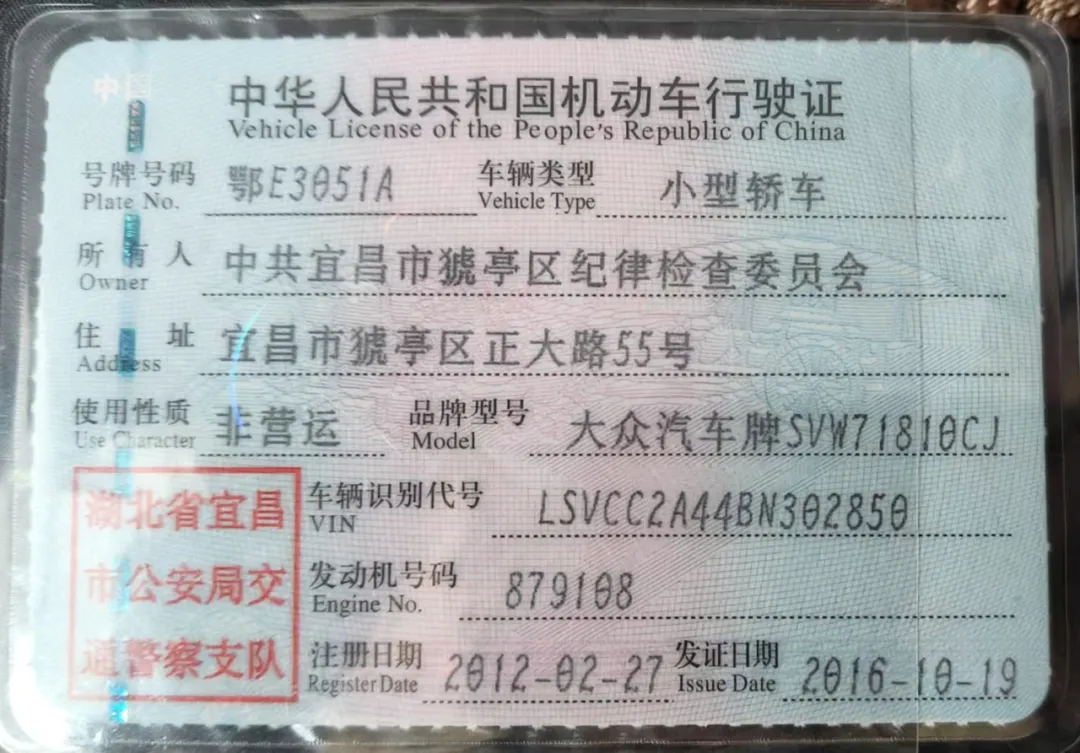 中国
中华人民共和国机动车行驶证
Vehicle License of the People's Republic of China
号牌号码 鄂E3051A 车辆类型 小型轿车
Plate No. Vehicle Type
所有人 中共宜昌市猇亭区纪律检查委员会
Owner
住址 宜昌市猇亭区正大路55号
Address
使用性质 非营运 品牌型号 大众汽车牌SVW71810CJ
Use Character Model
车辆识别代号 LSVCC2A44BN302850
VIN
发动机号码 879108
Engine No.
注册日期 2012-02-27 发证日期 2016-10-19
Register Date Issue Date
湖北省宜昌
市公安局交
通警察支队